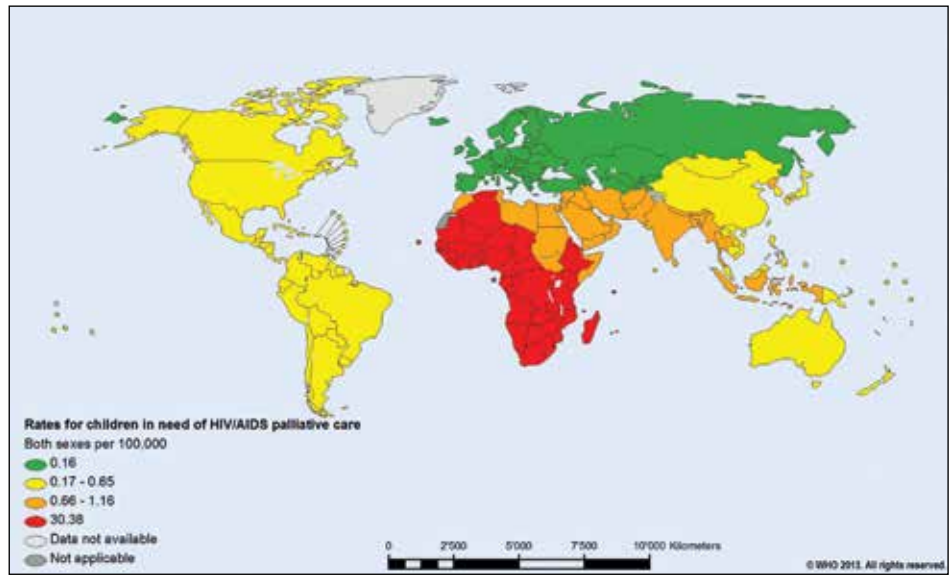 Rates for children in need of HIV/AIDS palliative care
Both sexes per 100,000
0.16
0.17 - 0.65
0.66 - 1.16
30.38
Data not available
Not applicable
0 2'500 5'000 7'500 10'000 Kilometers
© WHO 2013. All rights reserved.